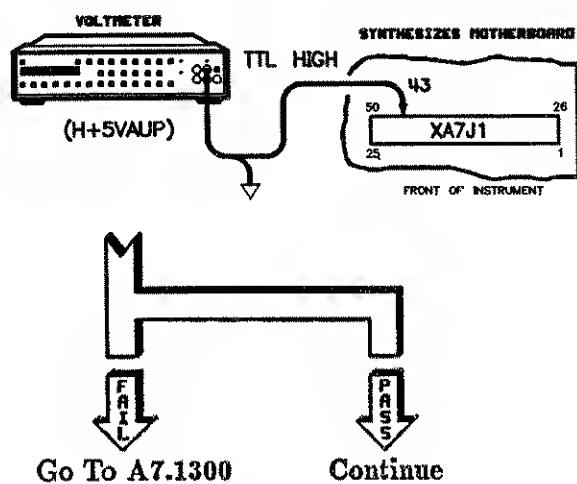 VOLTMETER
SYNTHESIZES MOTHERBOARD
TTL HIGH
43
50
26
(H+5VAUP)
XA7J1
25
1
FRONT OF INSTRUMENT
FAIL
PASS
Go To A7.1300
Continue